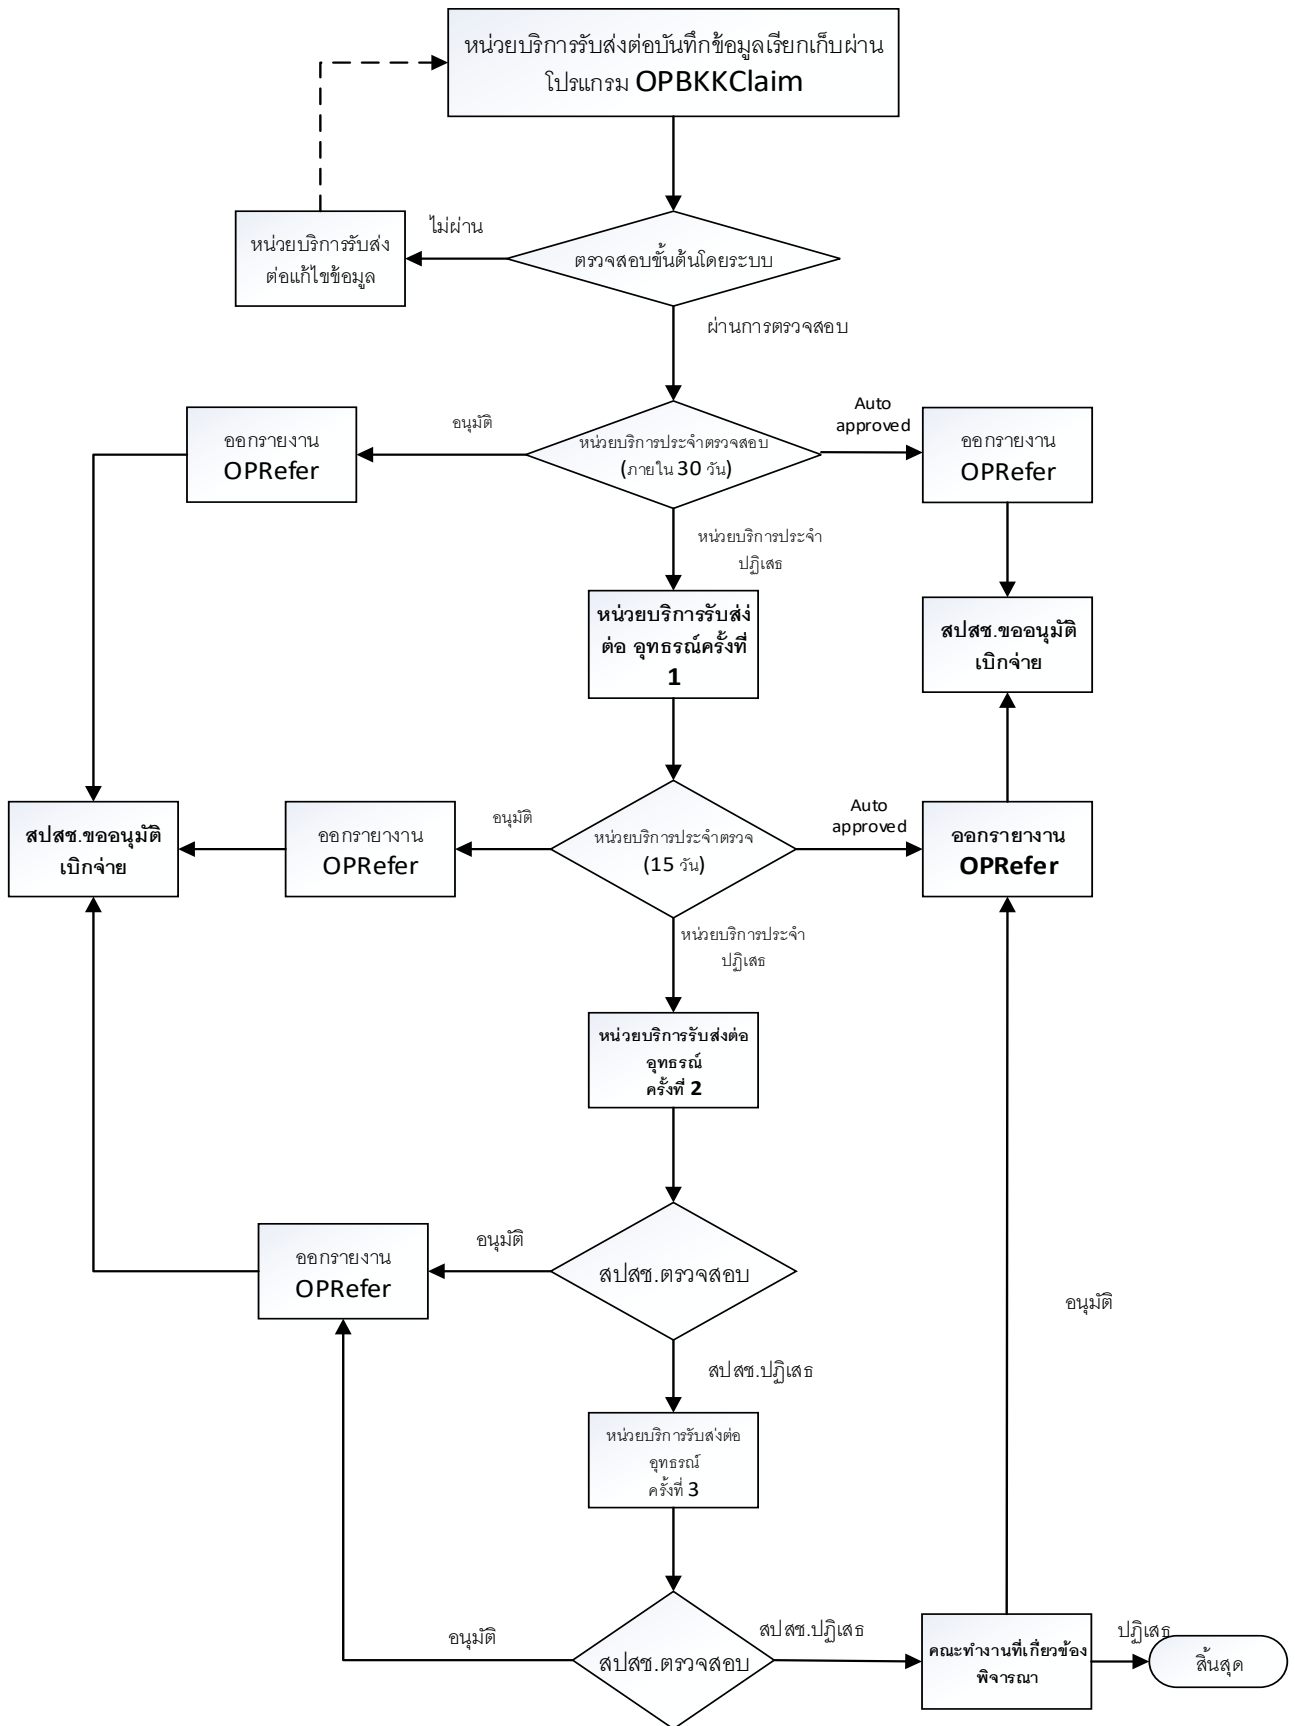 หน่วยบริการรับส่งต่อบันทึกข้อมูลเรียกเก็บผ่าน
โปรแกรม OPBKKClaim
ไม่ผ่าน
หน่วยบริการรับส่ง
ต่อแก้ไขข้อมูล
ตรวจสอบขั้นต้นโดยระบบ
ผ่านการตรวจสอบ
ออกรายงาน
OPRefer
อนุมัติ
หน่วยบริการประจำตรวจสอบ
(ภายใน 30 วัน)
Auto
approved
ออกรายงาน
OPRefer
หน่วยบริการประจำ
ปฏิเสธ
หน่วยบริการรับส่ง
ต่อ อุทธรณ์ครั้งที่
1
สปสช.ขออนุมัติ
เบิกจ่าย
สปสช.ขออนุมัติ
เบิกจ่าย
ออกรายางาน
OPRefer
อนุมัติ
หน่วยบริการประจำตรวจ
(15 วัน)
Auto
approved
ออกรายางาน
OPRefer
หน่วยบริการประจำ
ปฏิเสธ
หน่วยบริการรับส่งต่อ
อุทธรณ์
ครั้งที่ 2
ออกรายงาน
OPRefer
อนุมัติ
สปสช.ตรวจสอบ
อนุมัติ
สปสช.ปฏิเสธ
หน่วยบริการรับส่งต่อ
อุทธรณ์
ครั้งที่ 3
อนุมัติ
สปสช.ตรวจสอบ
สปสช.ปฏิเสธ
คณะทำงานที่เกี่ยวข้อง
พิจารณา
ปฏิเสธ
สิ้นสุด